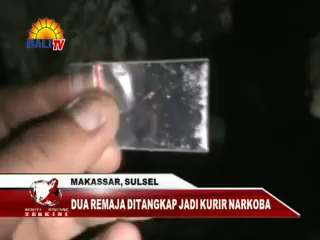 BALI TV
MAKASSAR, SULSEL
DUA REMAJA DITANGKAP JADI KURIR NARKOBA
TERKINI